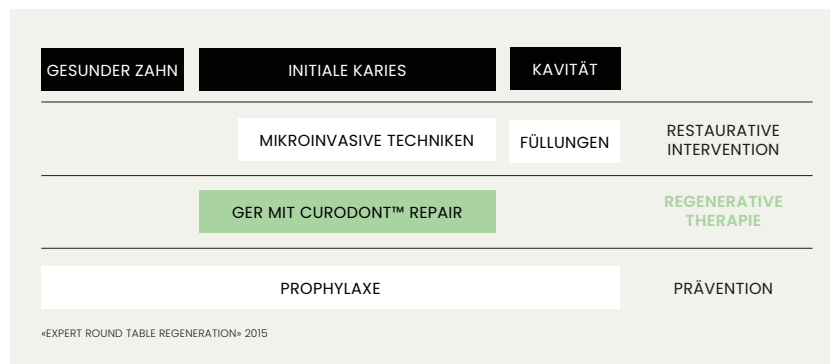 GESUNDER ZAHN
INITIALE KARIES
KAVITÄT
MIKROINVASIVE TECHNIKEN
FÜLLUNGEN
RESTAURATIVE
INTERVENTION
GER MIT CURODONT™ REPAIR
REGENERATIVE
THERAPIE
PROPHYLAXE
PRÄVENTION
«EXPERT ROUND TABLE REGENERATION» 2015